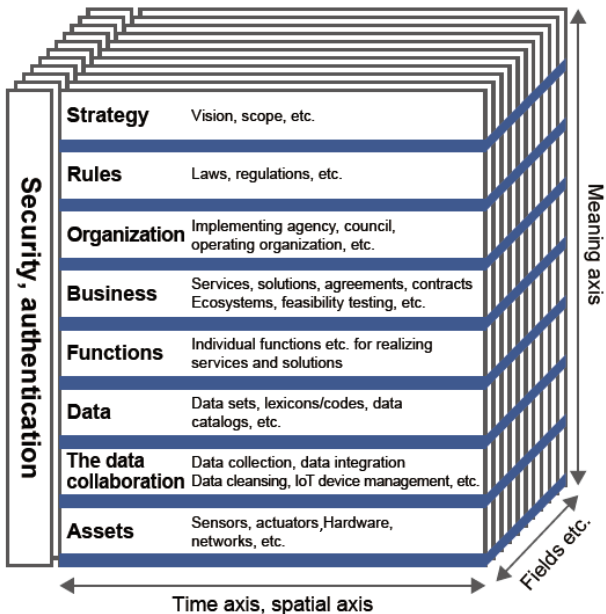 Security, authentication
Strategy Vision, scope, etc.
Rules Laws, regulations, etc.
Organization Implementing agency, council,
operating organization, etc.
Business Services, solutions, agreements, contracts
Ecosystems, feasibility testing, etc.
Functions Individual functions etc. for realizing
services and solutions
Data Data sets, lexicons/codes, data
catalogs, etc.
The data Data collection, data integration
collaboration Data cleansing, IoT device management, etc.
Assets Sensors, actuators,Hardware,
networks, etc.
Meaning axis
Fields etc.
Time axis, spatial axis